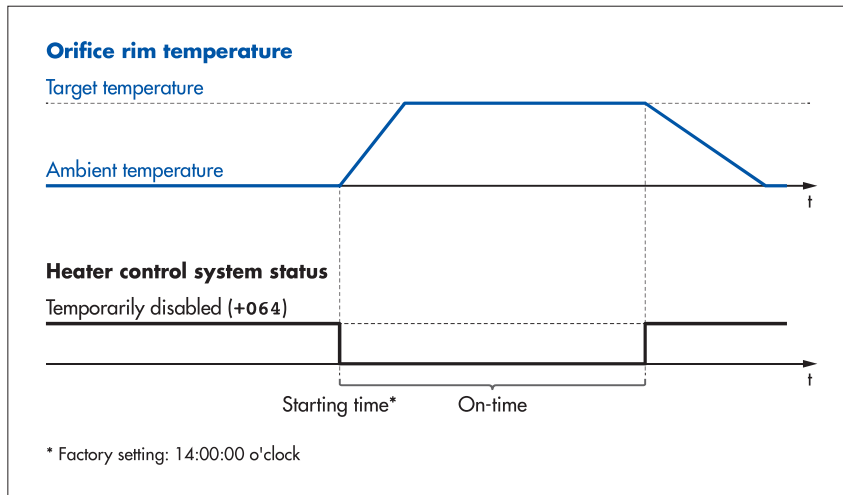 Orifice rim temperature
Target temperature
Ambient temperature
t
Heater control system status
Temporarily disabled (+064)
t
Starting time* On-time
* Factory setting: 14:00:00 o'clock